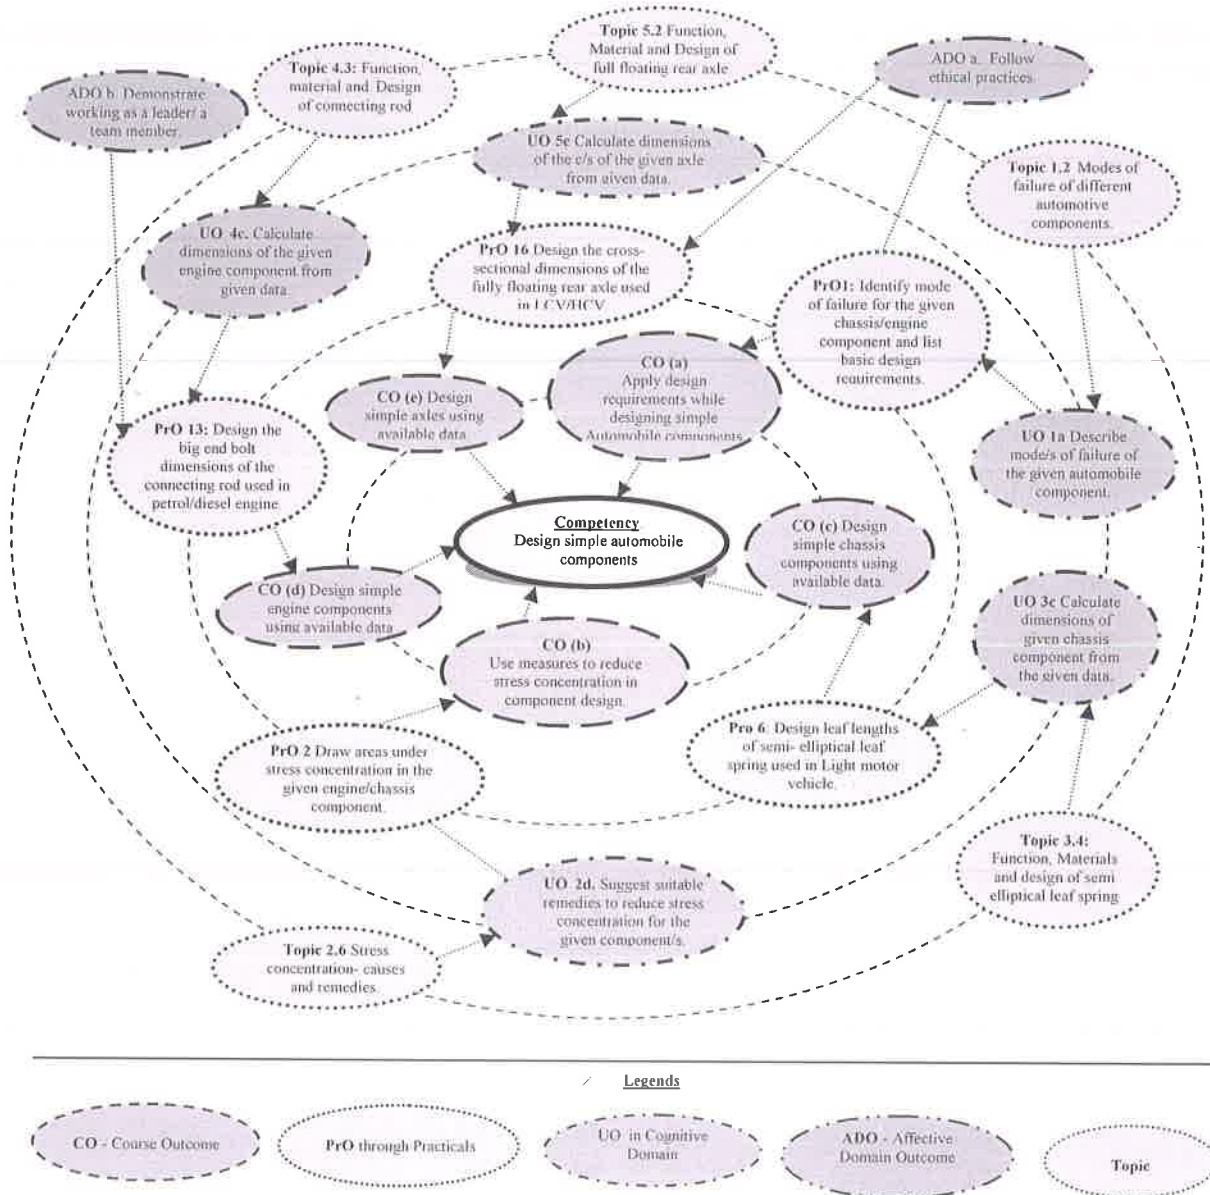 Topic 5.2 Function,
Material and Design of
full floating rear axle
Topic 4.3: Function,
material and Design
of connecting rod
ADO a. Follow
ethical practices.
ADO b. Demonstrate
working as a leader/ a
team member.
UO 5c Calculate dimensions
of the c/s of the given axle
from given data.
Topic 1.2 Modes of
failure of different
automotive
components.
UO 4c. Calculate
dimensions of the given
engine component from
given data.
PrO 16 Design the cross-
sectional dimensions of the
fully floating rear axle used
in LCV/HCV
PrO1: Identify mode
of failure for the given
chassis/engine
component and list
basic design
requirements.
CO (a)
Apply design
requirements while
designing simple
Automobile components
CO (e) Design
simple axles using
available data
PrO 13: Design the
big end bolt
dimensions of the
connecting rod used in
petrol/diesel engine
UO 1a Describe
mode/s of failure of
the given automobile
component.
Competency
Design simple automobile
components
CO (c) Design
simple chassis
components using
available data.
CO (d) Design simple
engine components
using available data
UO 3c Calculate
dimensions of
given chassis
component from
the given data.
CO (b)
Use measures to reduce
stress concentration in
component design.
PrO 2 Draw areas under
stress concentration in the
given engine/chassis
component.
Pro 6: Design leaf lengths
of semi- elliptical leaf
spring used in Light motor
vehicle.
Topic 3.4:
Function, Materials
and design of semi
elliptical leaf spring
UO 2d. Suggest suitable
remedies to reduce stress
concentration for the
given component/s.
Topic 2.6 Stress
concentration- causes
and remedies.
Legends
CO - Course Outcome
PrO through Practicals
UO in Cognitive
Domain
ADO - Affective
Domain Outcome
Topic